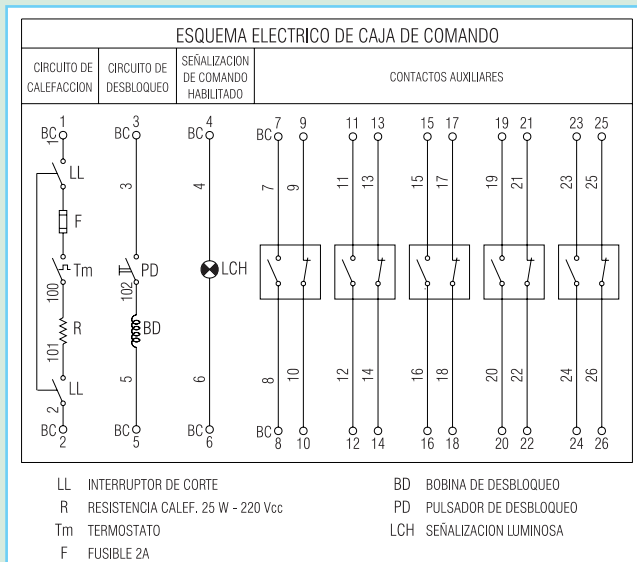 ESQUEMA ELECTRICO DE CAJA DE COMANDO
CIRCUITO DE CALEFACCION
CIRCUITO DE DESBLOQUEO
SEÑALIZACION DE COMANDO HABILITADO
CONTACTOS AUXILIARES
1 3 4 7 9 11 13 15 17 19 21 23 25
BC BC BC BC
1 3 4 7 9 11 13 15 17 19 21 23 25
LL
F
Tm PD LCH
100 102
R BD
101
LL
2 5 6 8 10 12 14 16 18 20 22 24 26
BC BC BC BC
2 5 6 8 10 12 14 16 18 20 22 24 26
LL INTERRUPTOR DE CORTE
R RESISTENCIA CALEF. 25 W - 220 Vcc
Tm TERMOSTATO
F FUSIBLE 2A
BD BOBINA DE DESBLOQUEO
PD PULSADOR DE DESBLOQUEO
LCH SEÑALIZACION LUMINOSA